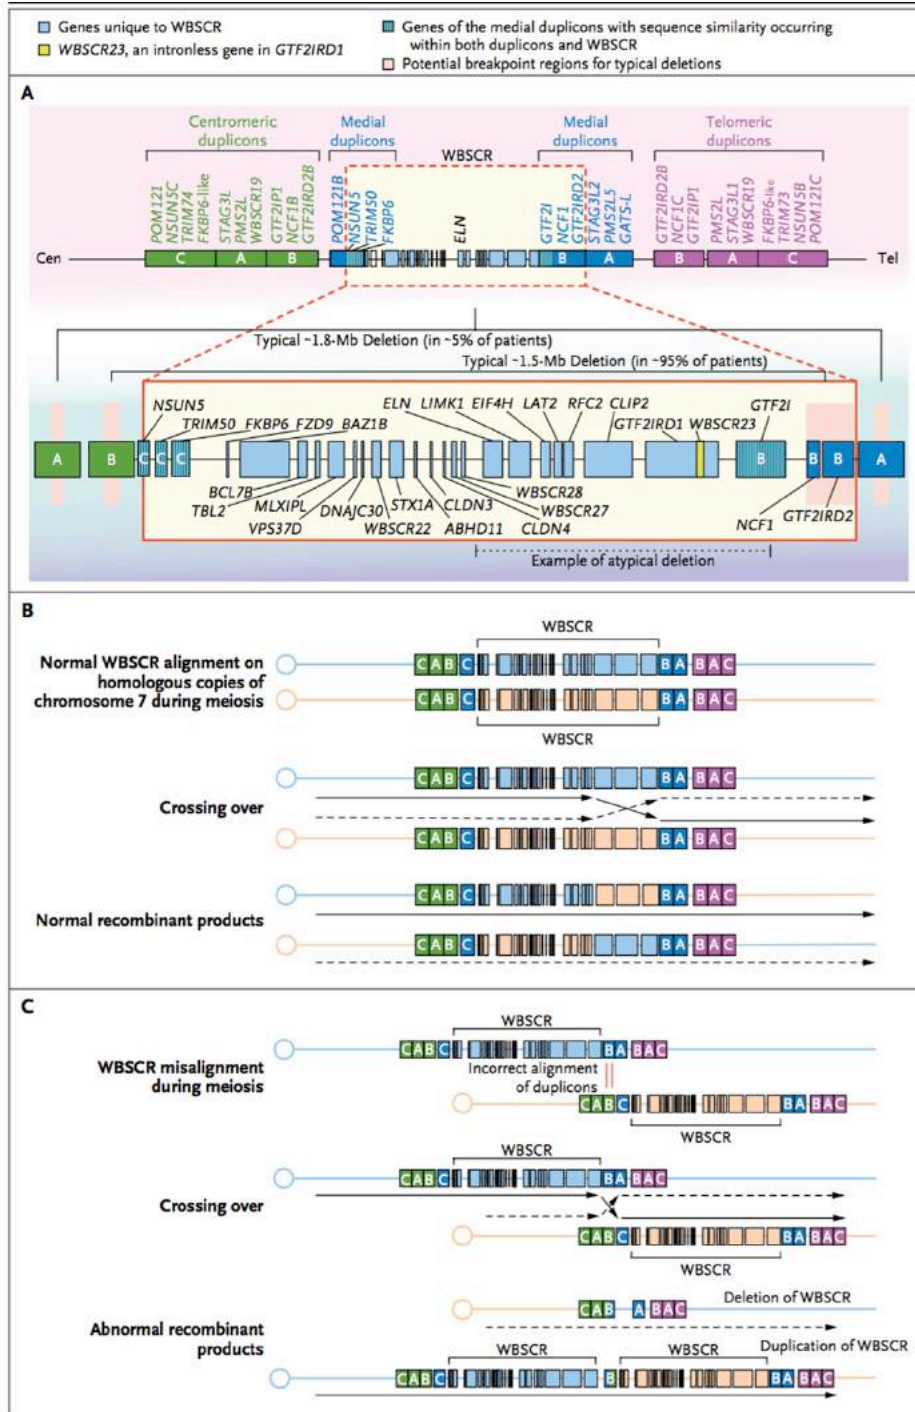 Genes unique to WBSCR
WBSCR23, an intronless gene in GTF2IRD1
Genes of the medial duplicons with sequence similarity occurring
within both duplicons and WBSCR
Potential breakpoint regions for typical deletions
A
Centromeric
duplicons
Medial
duplicons
WBSCR
Medial
duplicons
Telomeric
duplicons
POM121
NSUN5C
TRIM74
FKBP6-like
STAG3L
PMS2L
WBSCR19
GTF2IP1
NCF1B
GTF2IRD2B
POM121B
NSUN5
TRIM50
FKBP6
ELN
GTF2I
NCF1
GTF2IRD2
STAG3L2
PMS2L5
GATS-L
GTF2IRD2B
NCF1C
GTF2IP1
PMS2L
STAG3L1
WBSCR19
FKBP6-like
TRIM73
NSUN5B
POM121C
Cen C A B B A B A C Tel
Typical ~1.8-Mb Deletion (in ~5% of patients)
Typical ~1.5-Mb Deletion (in ~95% of patients)
NSUN5
TRIM50 FKBP6 FZD9 BAZ1B
ELN LIMK1 EIF4H LAT2 RFC2 CLIP2
GTF2IRD1 WBSCR23
GTF2I
A B C C C B B B A
BCL7B
TBL2
MLXIPL
VPS37D
DNAJC30
WBSCR22
STX1A
CLDN3
ABHD11
WBSCR28
WBSCR27
CLDN4
NCF1
GTF2IRD2
Example of atypical deletion
B
WBSCR
Normal WBSCR alignment on
homologous copies of
chromosome 7 during meiosis
C A B C B A B A C
C A B C B A B A C
WBSCR
Crossing over
C A B C B A B A C
C A B C B A B A C
Normal recombinant products
C A B C B A B A C
C A B C B A B A C
C
WBSCR
WBSCR misalignment
during meiosis
C A B C B A B A C
Incorrect alignment
of duplicons
C A B C B A B A C
WBSCR
WBSCR
Crossing over
C A B C B A B A C
C A B C B A B A C
WBSCR
Abnormal recombinant
products
Deletion of WBSCR
C A B A B A C
Duplication of WBSCR
WBSCR WBSCR
C A B C B B A B A C